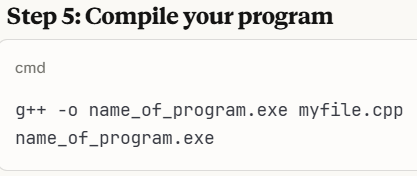 Step 5: Compile your program
cmd
g++ -o name_of_program.exe myfile.cpp
name_of_program.exe